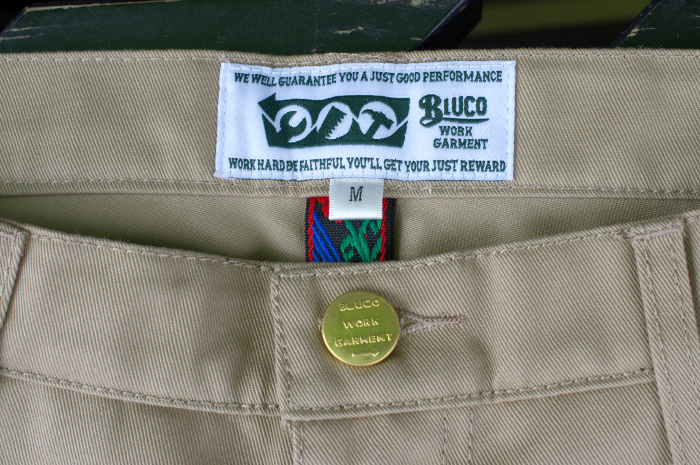 WE WELL GUARANTEE YOU A JUST GOOD PERFORMANCE
BLUCO
WORK
GARMENT
WORK HARD BE FAITHFUL YOU'LL GET YOUR JUST REWARD
M
BLUCO
WORK
GARMENT